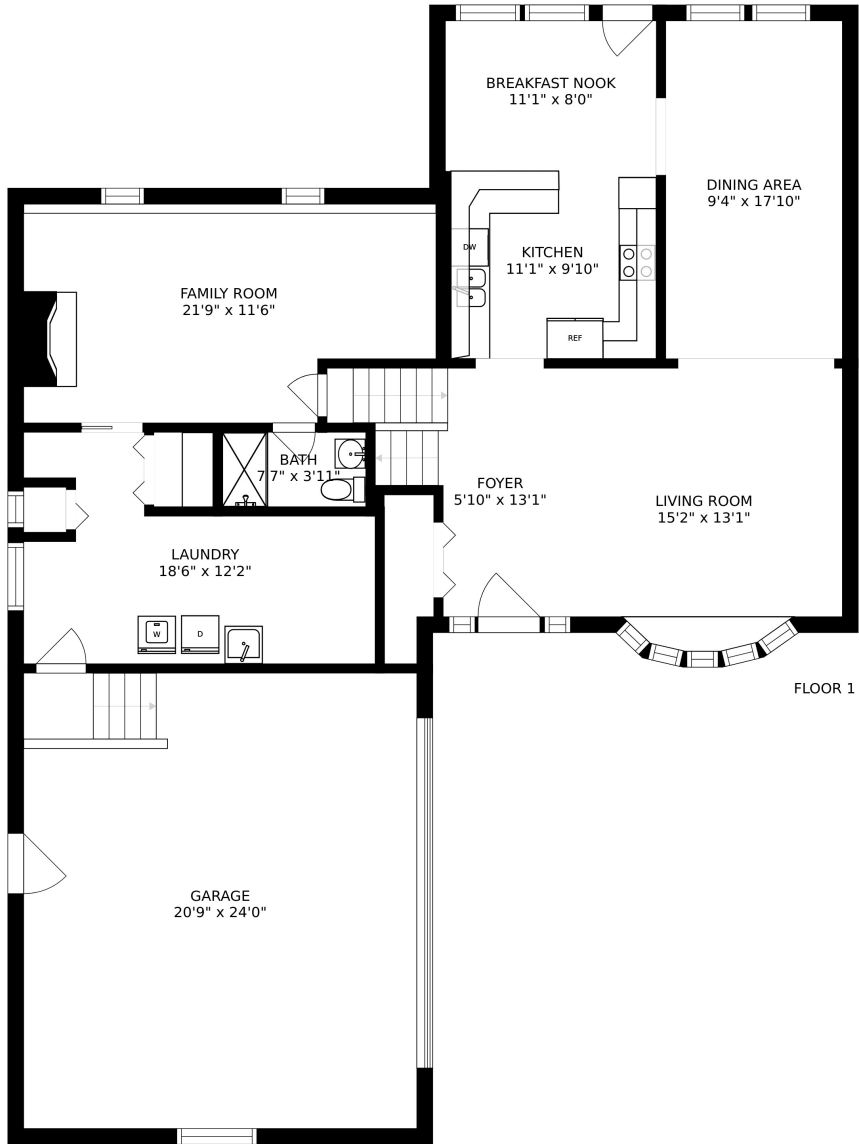 BREAKFAST NOOK
11'1" x 8'0"
DINING AREA
9'4" x 17'10"
DW
KITCHEN
11'1" x 9'10"
REF
FAMILY ROOM
21'9" x 11'6"
BATH
7'7" x 3'11"
FOYER
5'10" x 13'1"
LIVING ROOM
15'2" x 13'1"
LAUNDRY
18'6" x 12'2"
W
D
FLOOR 1
GARAGE
20'9" x 24'0"